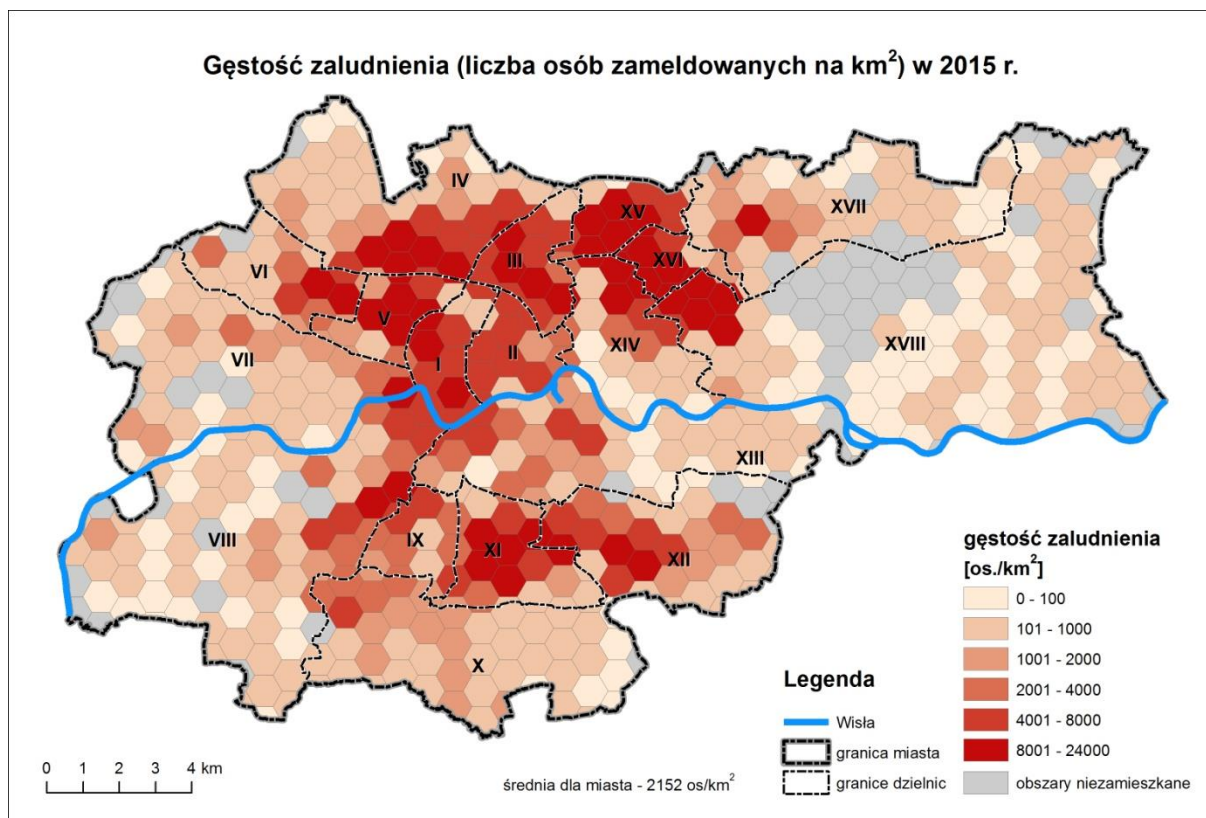 Gęstość zaludnienia (liczba osób zameldowanych na km²) w 2015 r.
IV
XV
XVII
III
XVI
VI
V
VII
I
II
XIV
XVIII
XIII
VIII
IX
XI
XII
X
gęstość zaludnienia
[os./km²]
0 - 100
101 - 1000
1001 - 2000
2001 - 4000
4001 - 8000
8001 - 24000
obszary niezamieszkane
Legenda
Wisła
granica miasta
granice dzielnic
0 1 2 3 4 km
średnia dla miasta - 2152 os/km²